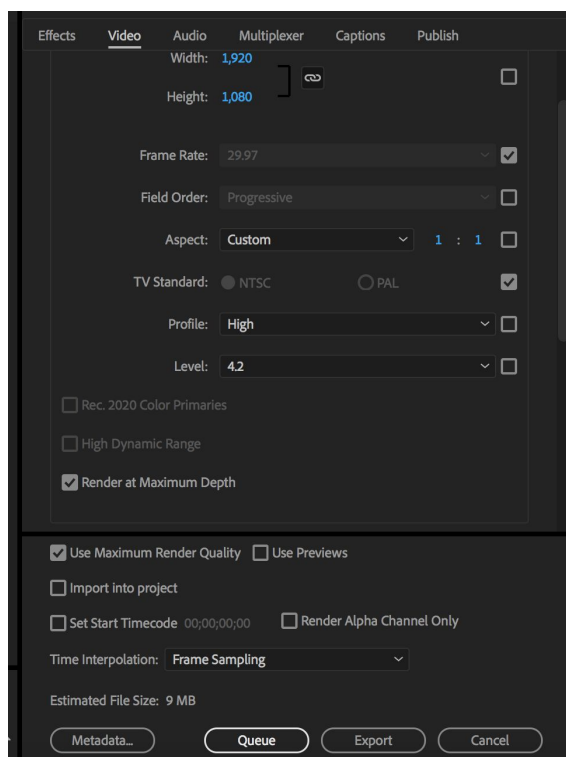 Effects Video Audio Multiplexer Captions Publish
Width: 1,920
Height: 1,080
Frame Rate: 29.97
Field Order: Progressive
Aspect: Custom 1 : 1
TV Standard: NTSC PAL
Profile: High
Level: 4.2
Rec. 2020 Color Primaries
High Dynamic Range
Render at Maximum Depth
Use Maximum Render Quality Use Previews
Import into project
Set Start Timecode 00;00;00;00 Render Alpha Channel Only
Time Interpolation: Frame Sampling
Estimated File Size: 9 MB
Metadata... Queue Export Cancel